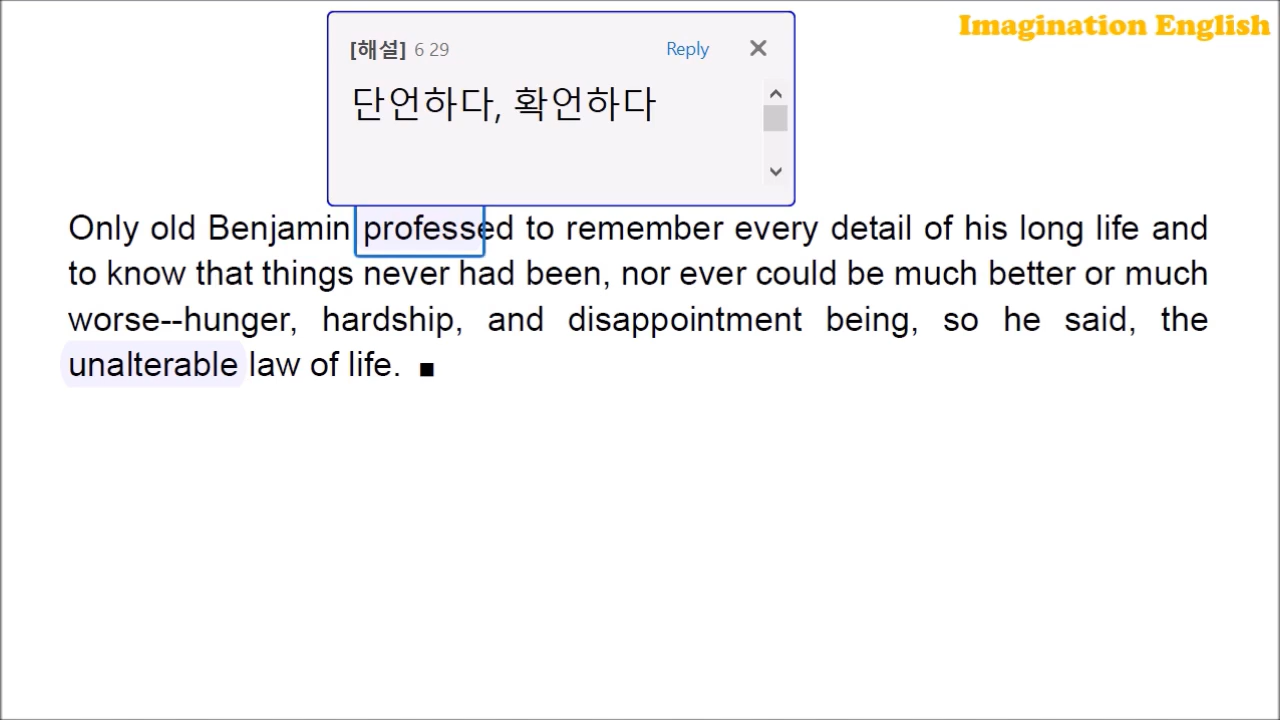 Imagination English
[해설] 6 29 Reply
단언하다, 확언하다
Only old Benjamin professed to remember every detail of his long life and
to know that things never had been, nor ever could be much better or much
worse--hunger, hardship, and disappointment being, so he said, the
unalterable law of life. ■